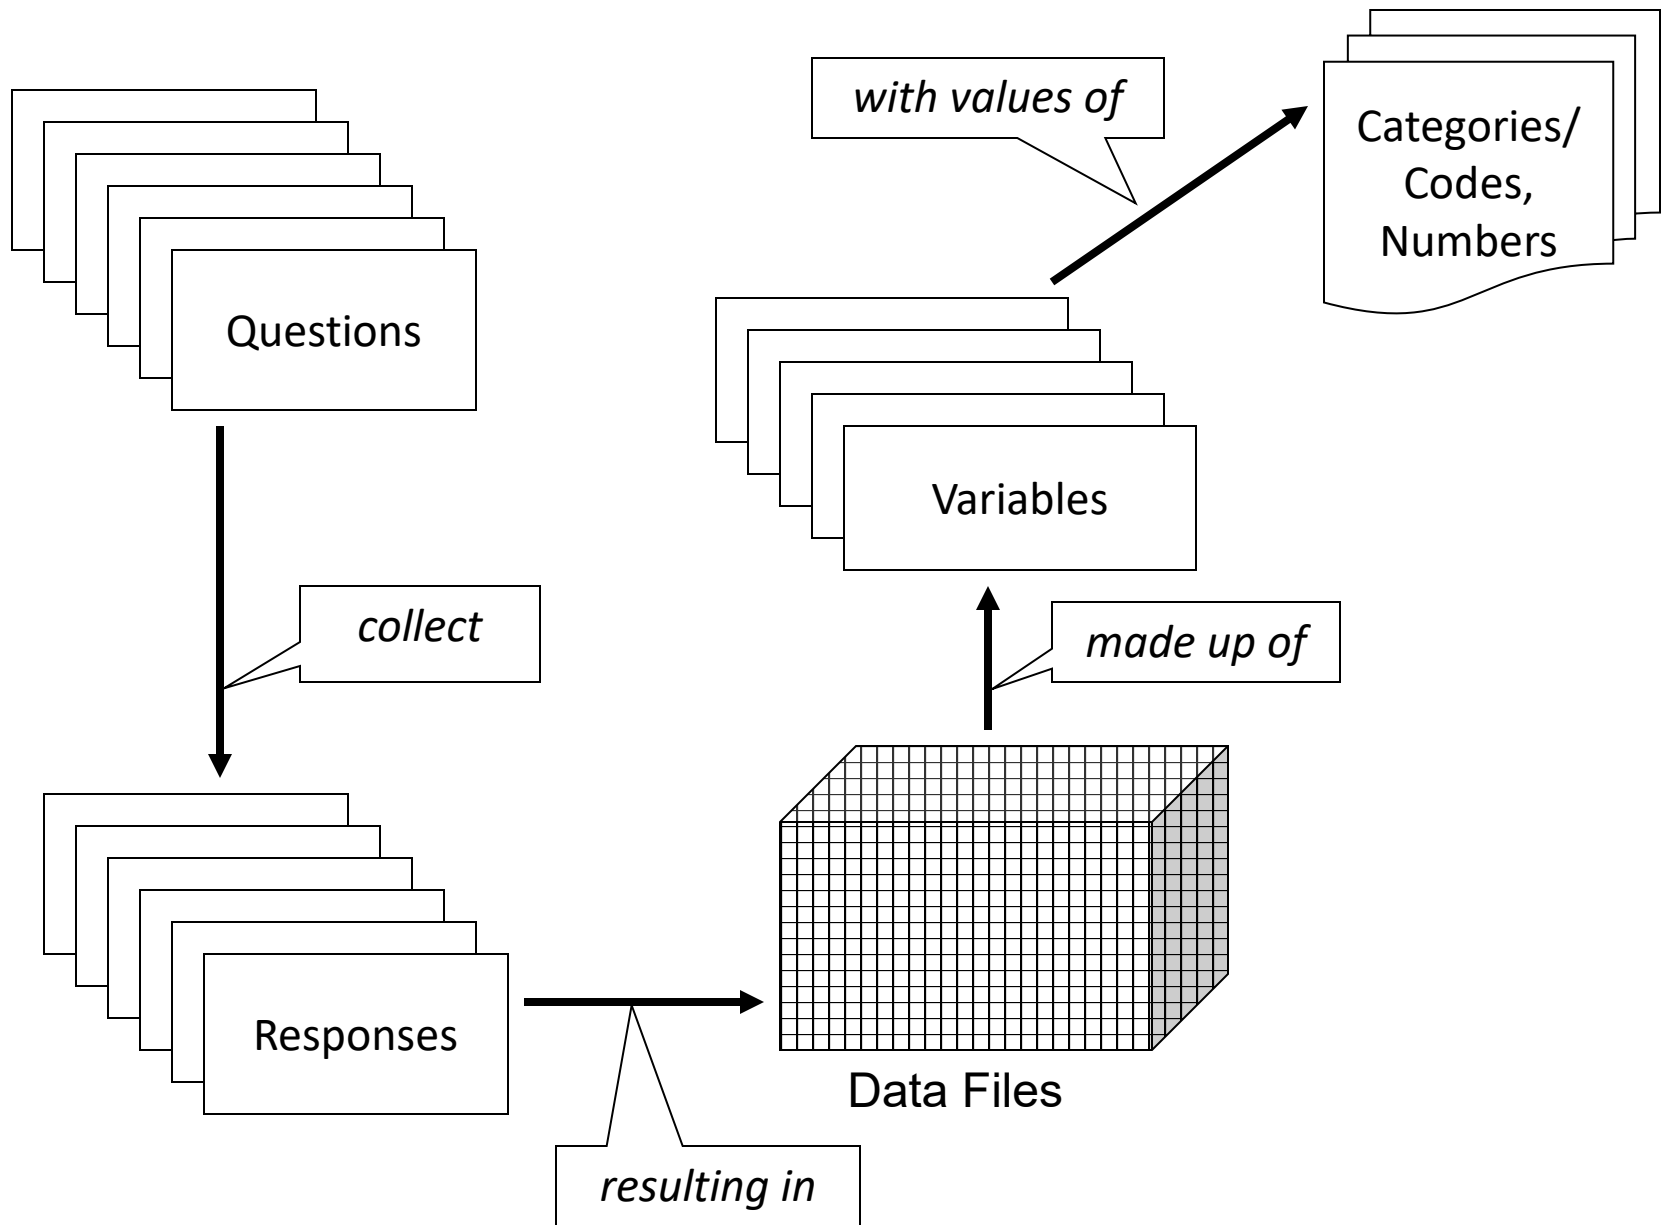 with values of
Categories/
Codes,
Numbers
Questions
Variables
collect
made up of
Responses
Data Files
resulting in